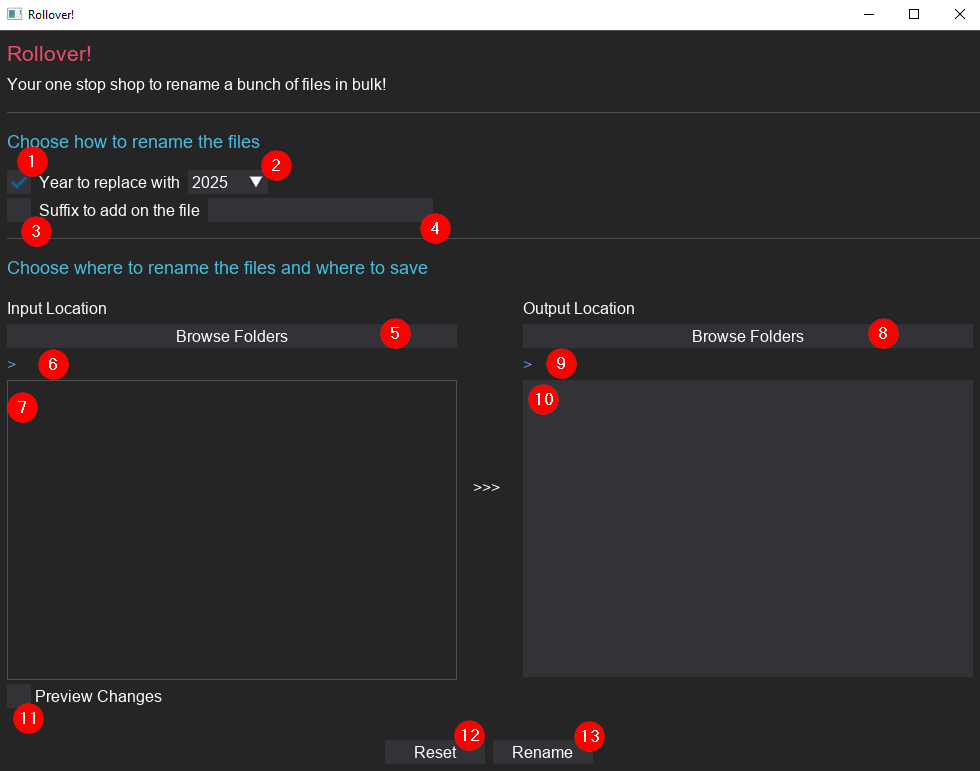 Rollover!
Rollover!
Your one stop shop to rename a bunch of files in bulk!
Choose how to rename the files
1
2
Year to replace with 2025
Suffix to add on the file
3
4
Choose where to rename the files and where to save
Input Location
Output Location
Browse Folders 5
Browse Folders 8
> 6
> 9
7
10
>>>
Preview Changes
11
Reset 12
Rename 13